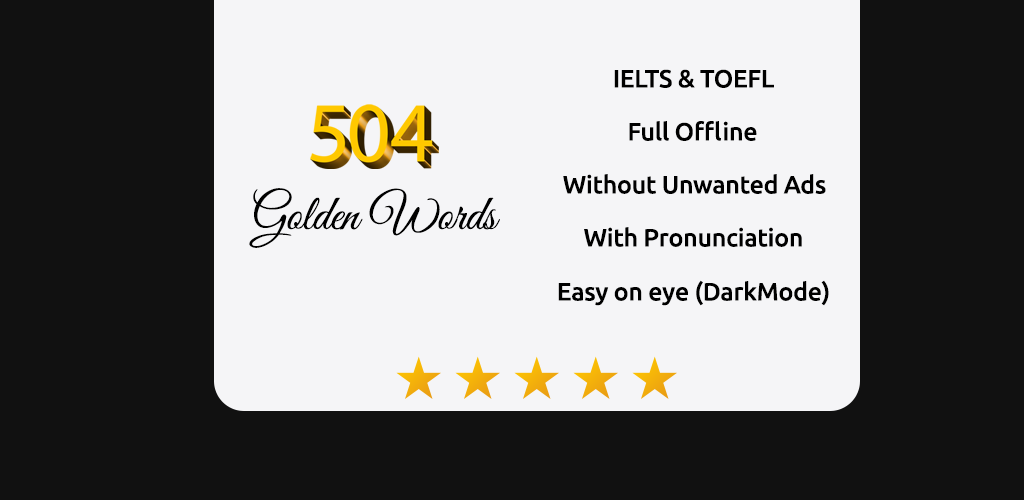 504
Golden Words
IELTS & TOEFL
Full Offline
Without Unwanted Ads
With Pronunciation
Easy on eye (DarkMode)